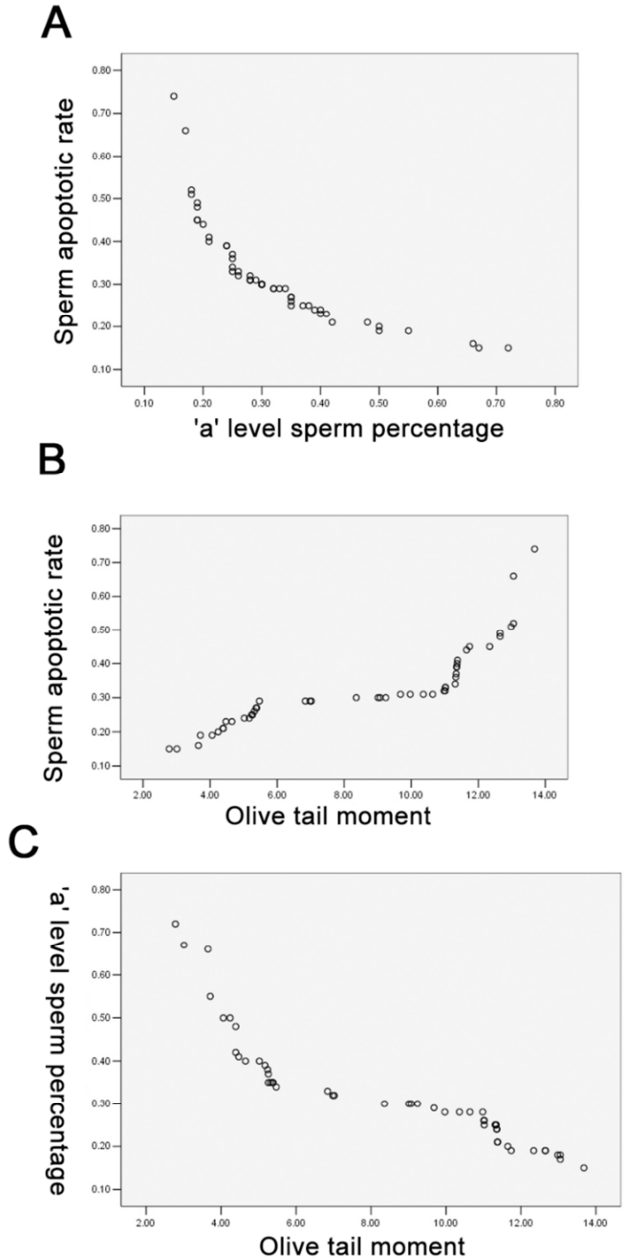 A
Sperm apoptotic rate
0.80
0.70
0.60
0.50
0.40
0.30
0.20
0.10
0.10 0.20 0.30 0.40 0.50 0.60 0.70 0.80
'a' level sperm percentage
B
Sperm apoptotic rate
0.80
0.70
0.60
0.50
0.40
0.30
0.20
0.10
2.00 4.00 6.00 8.00 10.00 12.00 14.00
Olive tail moment
C
'a' level sperm percentage
0.80
0.70
0.60
0.50
0.40
0.30
0.20
0.10
2.00 4.00 6.00 8.00 10.00 12.00 14.00
Olive tail moment